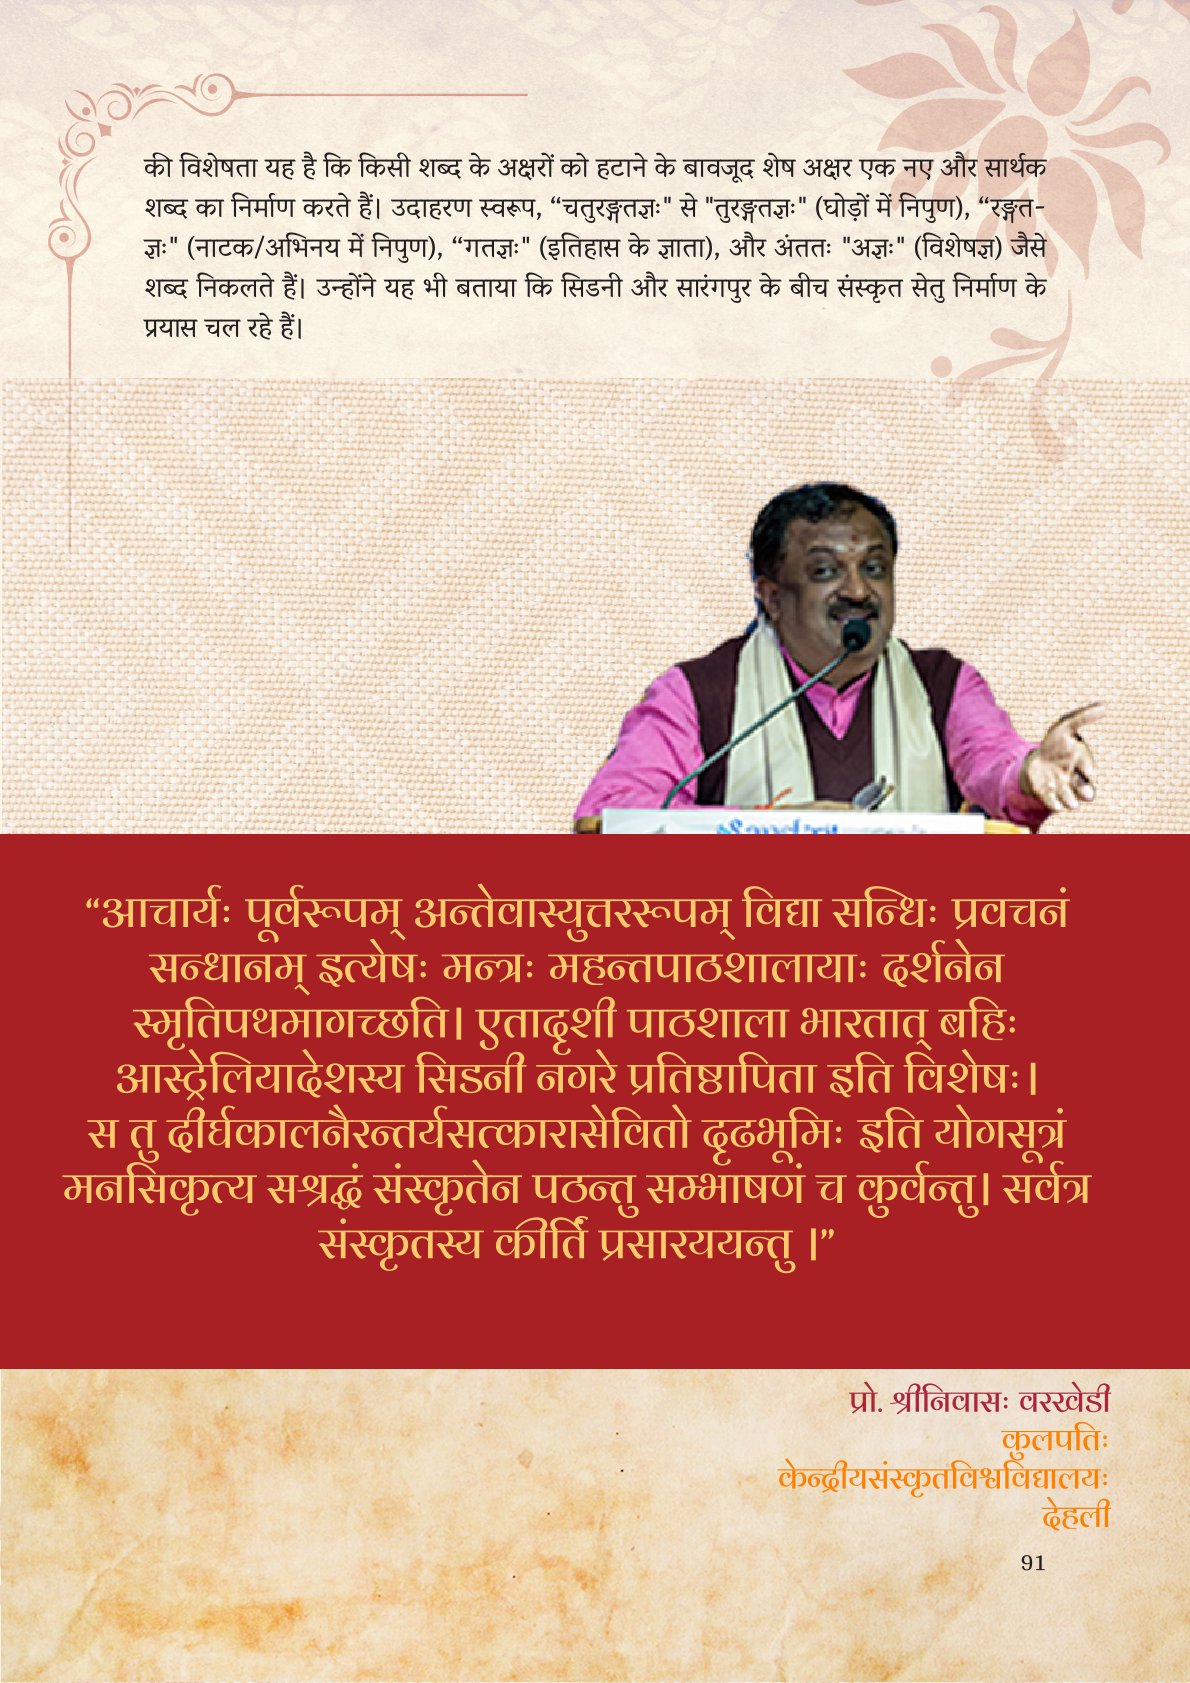 की विशेषता यह है कि किसी शब्द के अक्षरों को हटाने के बावजूद शेष अक्षर एक नए और सार्थक
शब्द का निर्माण करते हैं। उदाहरण स्वरूप, “चतुरङ्गतज्ञः" से "तुरङ्गतज्ञः" (घोड़ों में निपुण), “रङ्गत-
ज्ञः" (नाटक/अभिनय में निपुण), “गतज्ञः" (इतिहास के ज्ञाता), और अंततः "अज्ञः" (विशेषज्ञ) जैसे
शब्द निकलते हैं। उन्होंने यह भी बताया कि सिडनी और सारंगपुर के बीच संस्कृत सेतु निर्माण के
प्रयास चल रहे हैं।
“आचार्यः पूर्वरूपम् अन्तेवास्युत्तररूपम् विद्या सन्धिः प्रवचनं
सन्धानम् इत्येषः मन्त्रः महन्तपाठशालायाः दर्शनेन
स्मृतिपथमागच्छति। एतादृशी पाठशाला भारतात् बहिः
आस्ट्रेलियादेशस्य सिडनी नगरे प्रतिष्ठापिता इति विशेषः।
स तु दीर्घकालनैरन्तर्यसत्कारासेवितो दृढभूमिः इति योगसूत्रं
मनसिकृत्य सश्रद्धं संस्कृतेन पठन्तु सम्भाषणं च कुर्वन्तु। सर्वत्र
संस्कृतस्य कीर्तिं प्रसारययन्तु ।”
प्रो. श्रीनिवासः वरखेडी
कुलपतिः
केन्द्रीयसंस्कृतविश्वविद्यालयः
देहली
91